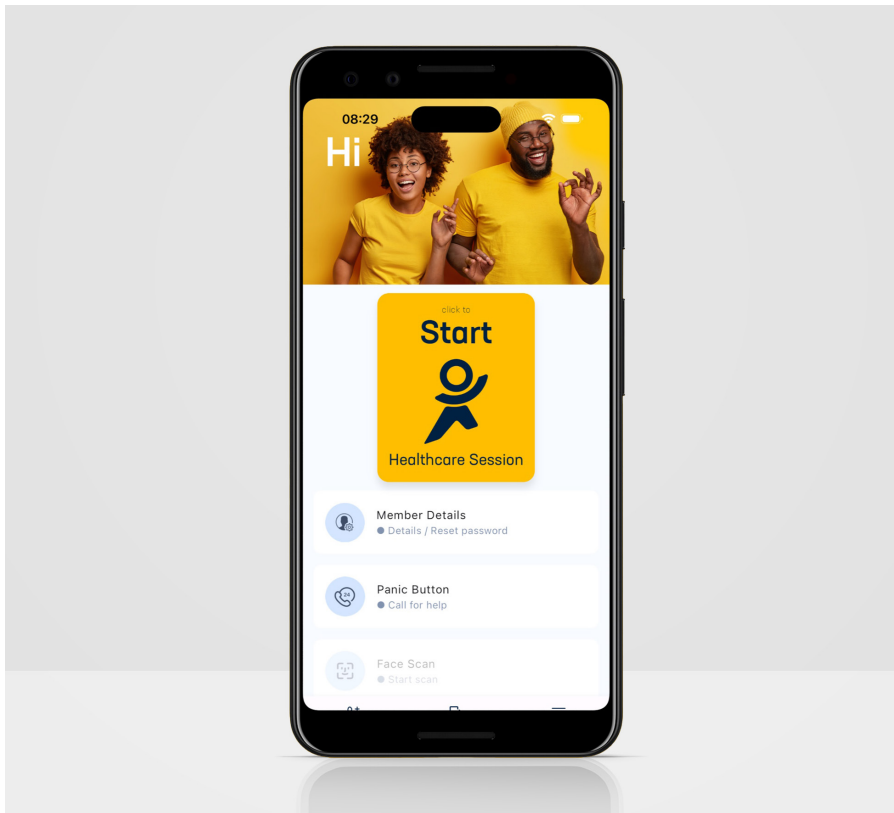 08:29
Hi
click to
Start
Healthcare Session
Member Details
Details / Reset password
24
Panic Button
Call for help
Face Scan
Start scan